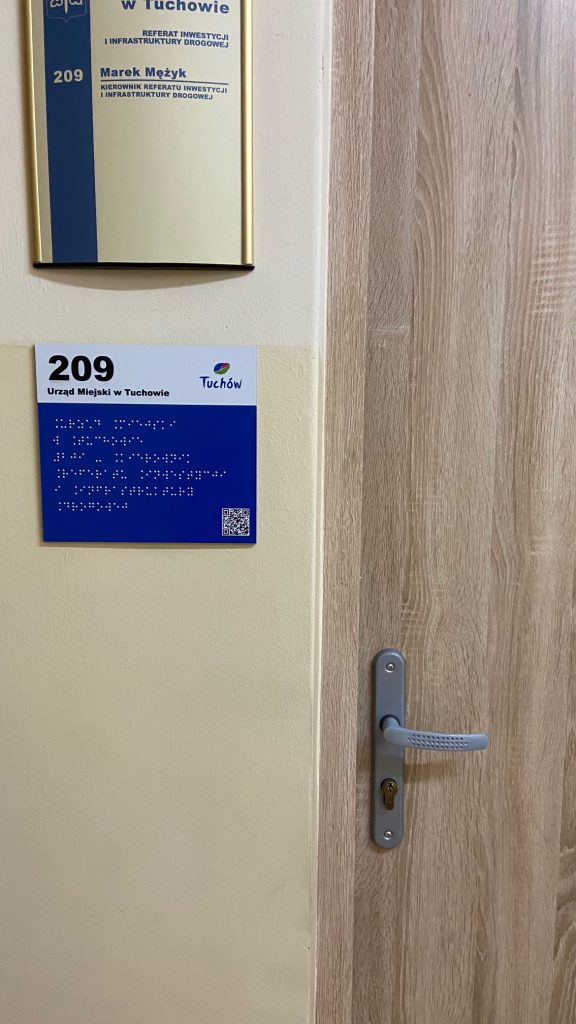 w Tuchowie
REFERAT INWESTYCJI
I INFRASTRUKTURY DROGOWEJ
209
Marek Mężyk
KIEROWNIK REFERATU INWESTYCJI
I INFRASTRUKTURY DROGOWEJ
209
Urząd Miejski w Tuchowie
Tuchów